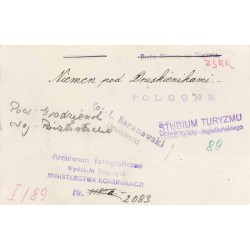 ZSRR
Niemen pod Druskienikami.
POLOGNE
Fot. L. Baranowski
Druskieniki
Pow. Grodzieński
Woj. Białostockie
STUDIUM TURYZMU
Uniwersytetu Jagiellońskiego
89
Archiwum fotograficzne
Wydziału Turystyki
MINISTERSTWA KOMUNIKACJI
I/89
Nr. 2083